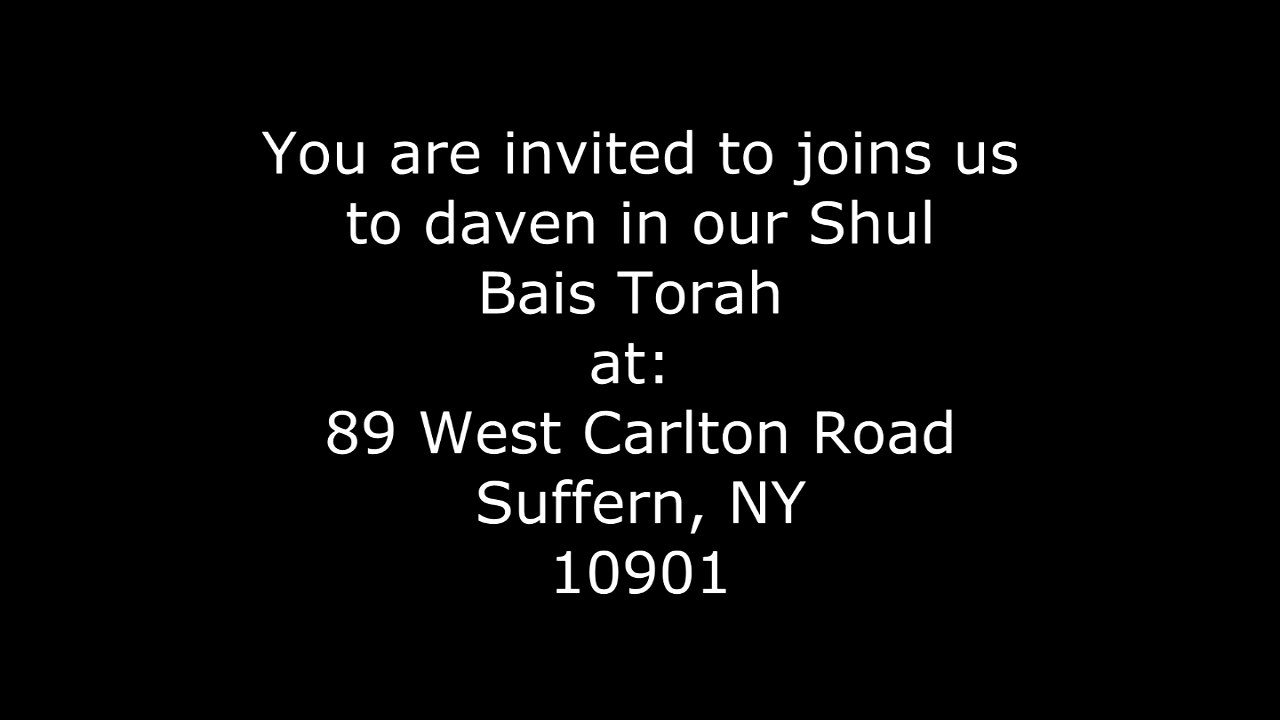 You are invited to joins us
to daven in our Shul
Bais Torah
at:
89 West Carlton Road
Suffern, NY
10901